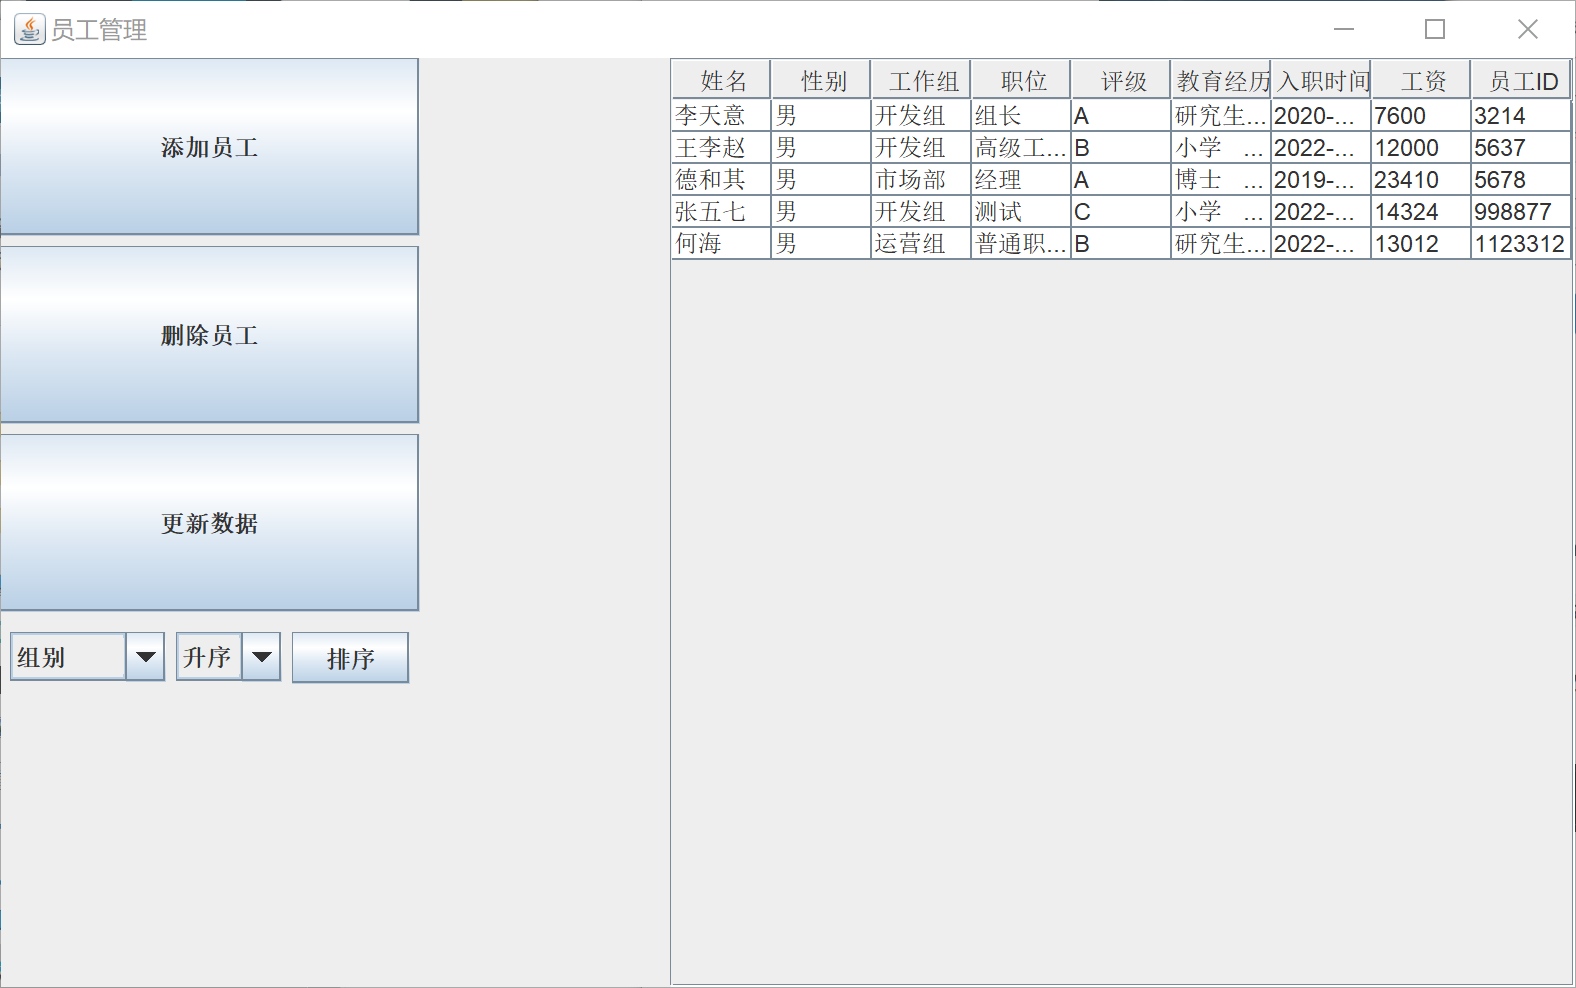 员工管理
添加员工
删除员工
更新数据
组别 升序 排序
姓名 性别 工作组 职位 评级 教育经历 入职时间 工资 员工ID
李天意 男 开发组 组长 A 研究生... 2020-... 7600 3214
王李赵 男 开发组 高级工... B 小学 ... 2022-... 12000 5637
德和其 男 市场部 经理 A 博士 ... 2019-... 23410 5678
张五七 男 开发组 测试 C 小学 ... 2022-... 14324 998877
何海 男 运营组 普通职... B 研究生... 2022-... 13012 1123312